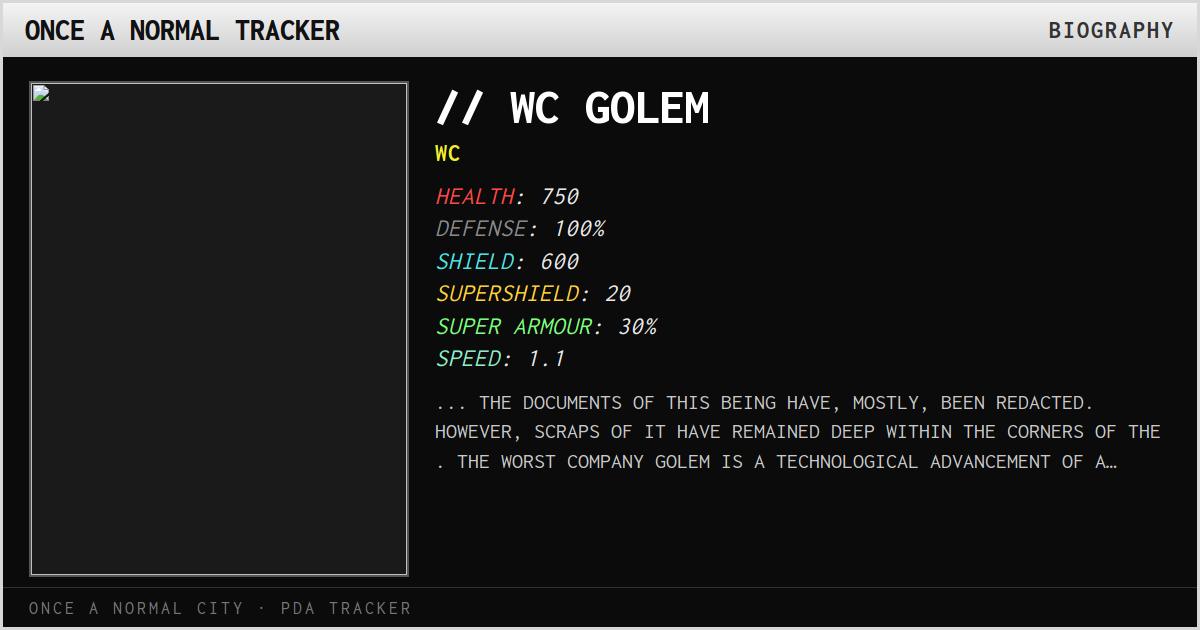 ONCE A NORMAL TRACKER
BIOGRAPHY
// WC GOLEM
WC
HEALTH: 750
DEFENSE: 100%
SHIELD: 600
SUPERSHIELD: 20
SUPER ARMOUR: 30%
SPEED: 1.1
... THE DOCUMENTS OF THIS BEING HAVE, MOSTLY, BEEN REDACTED.
HOWEVER, SCRAPS OF IT HAVE REMAINED DEEP WITHIN THE CORNERS OF THE
. THE WORST COMPANY GOLEM IS A TECHNOLOGICAL ADVANCEMENT OF A…
ONCE A NORMAL CITY · PDA TRACKER